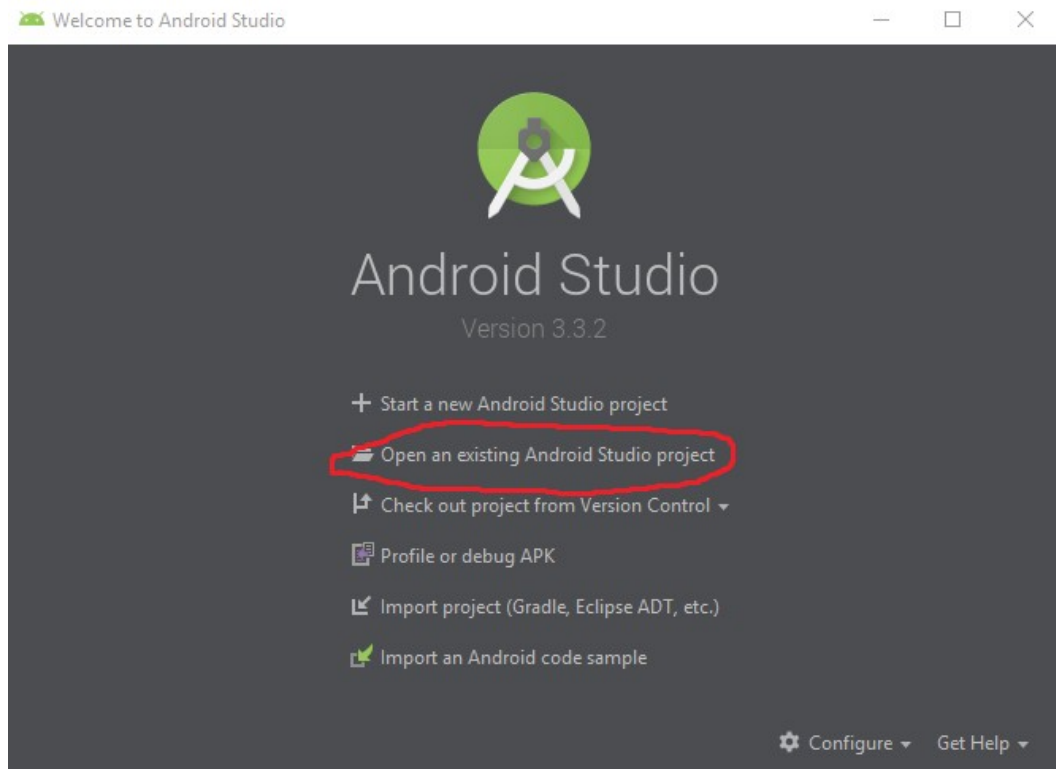 Welcome to Android Studio
Android Studio
Version 3.3.2
Start a new Android Studio project
Open an existing Android Studio project
Check out project from Version Control
Profile or debug APK
Import project (Gradle, Eclipse ADT, etc.)
Import an Android code sample
Configure Get Help